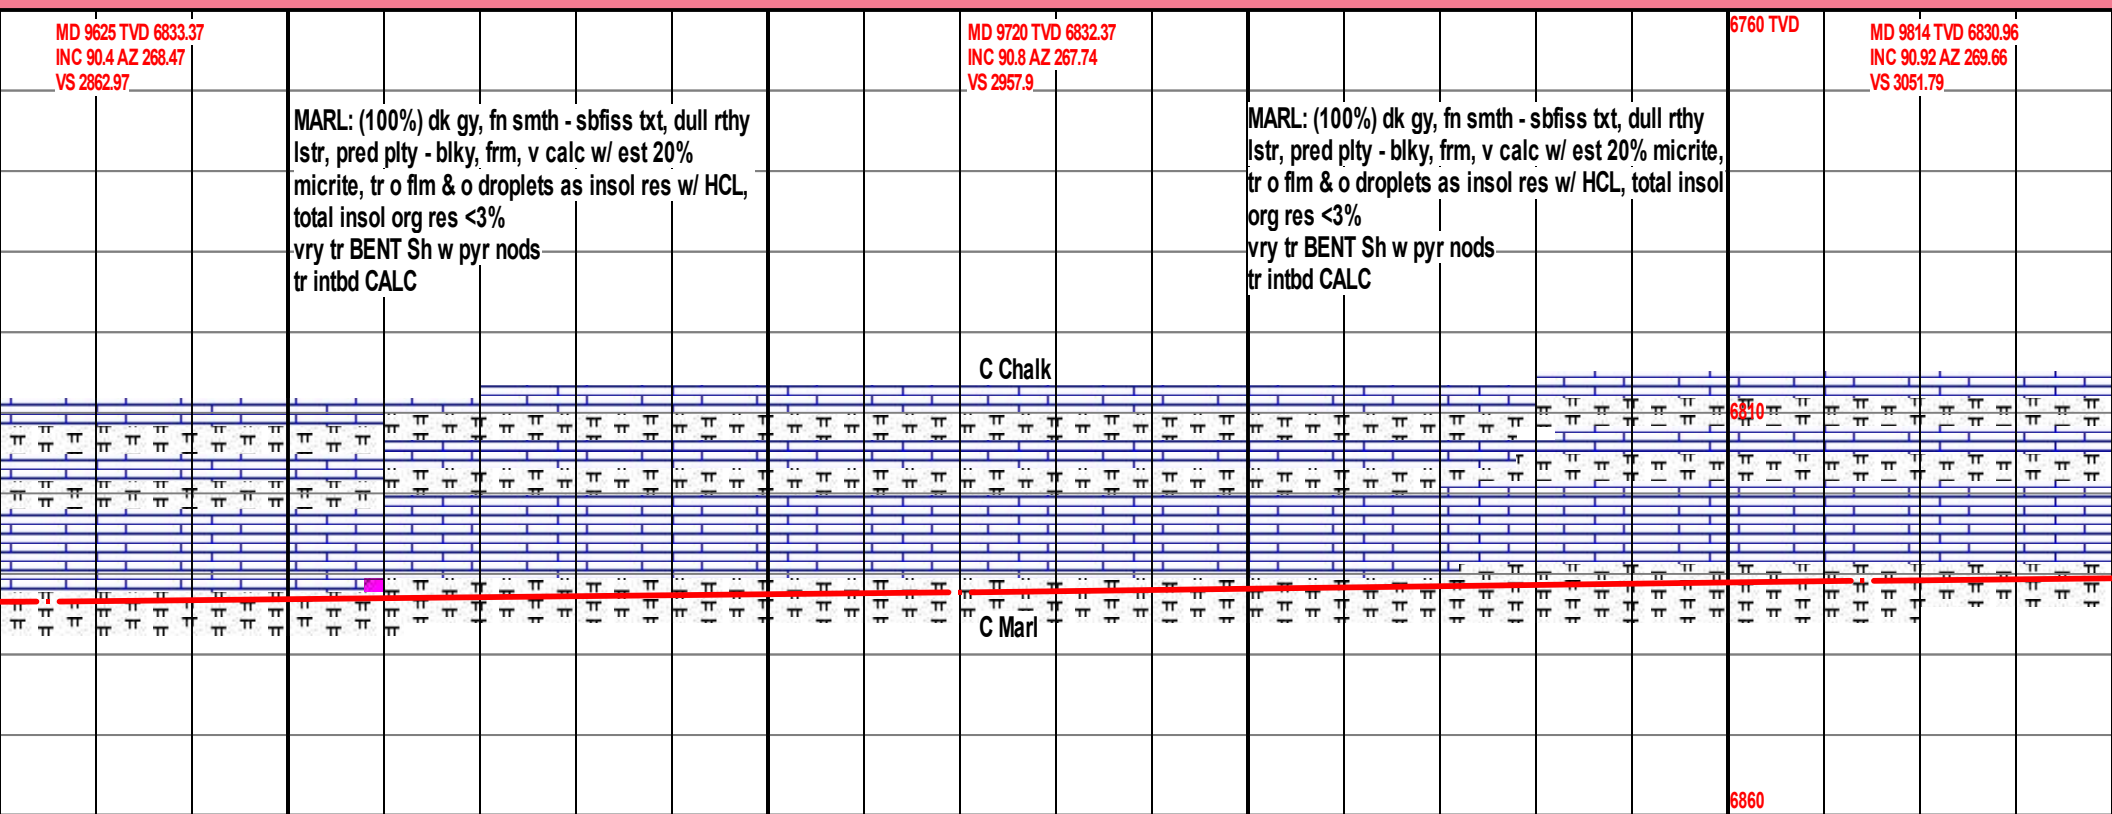 MD 9625 TVD 6833.37
INC 90.4 AZ 268.47
VS 2862.97
MARL: (100%) dk gy, fn smth - sbfiss txt, dull rthy
lstr, pred plty - blky, frm, v calc w/ est 20%
micrite, tr o flm & o droplets as insol res w/ HCL,
total insol org res <3%
vry tr BENT Sh w pyr nods
tr intbd CALC
MD 9720 TVD 6832.37
INC 90.8 AZ 267.74
VS 2957.9
MARL: (100%) dk gy, fn smth - sbfiss txt, dull rthy
lstr, pred plty - blky, frm, v calc w/ est 20% micrite,
tr o flm & o droplets as insol res w/ HCL, total insol
org res <3%
vry tr BENT Sh w pyr nods
tr intbd CALC
6760 TVD
MD 9814 TVD 6830.96
INC 90.92 AZ 269.66
VS 3051.79
C Chalk
6810
C Marl
6860